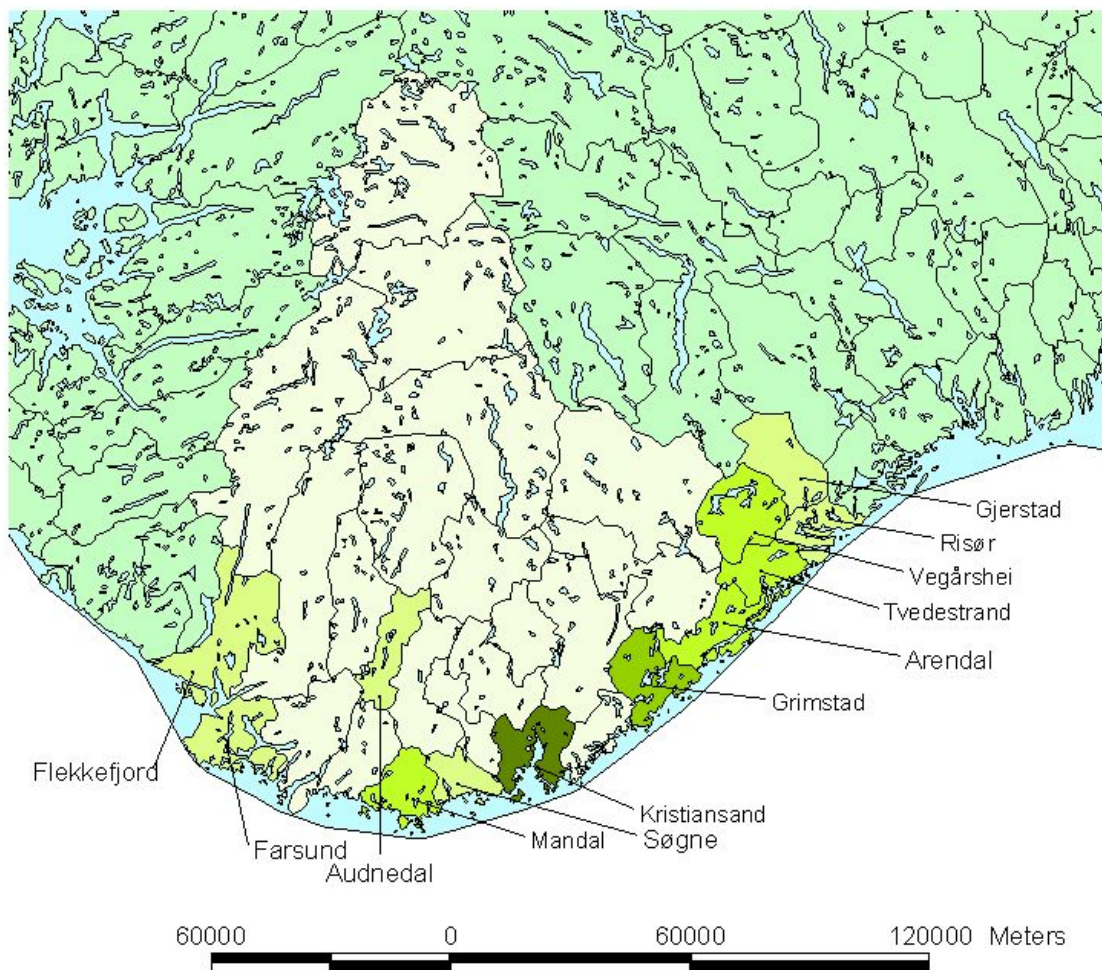 Gjerstad
Risør
Vegårshei
Tvedestrand
Arendal
Grimstad
Flekkefjord
Kristiansand
Mandal
Søgne
Farsund
Audnedal
60000 0 60000 120000 Meters